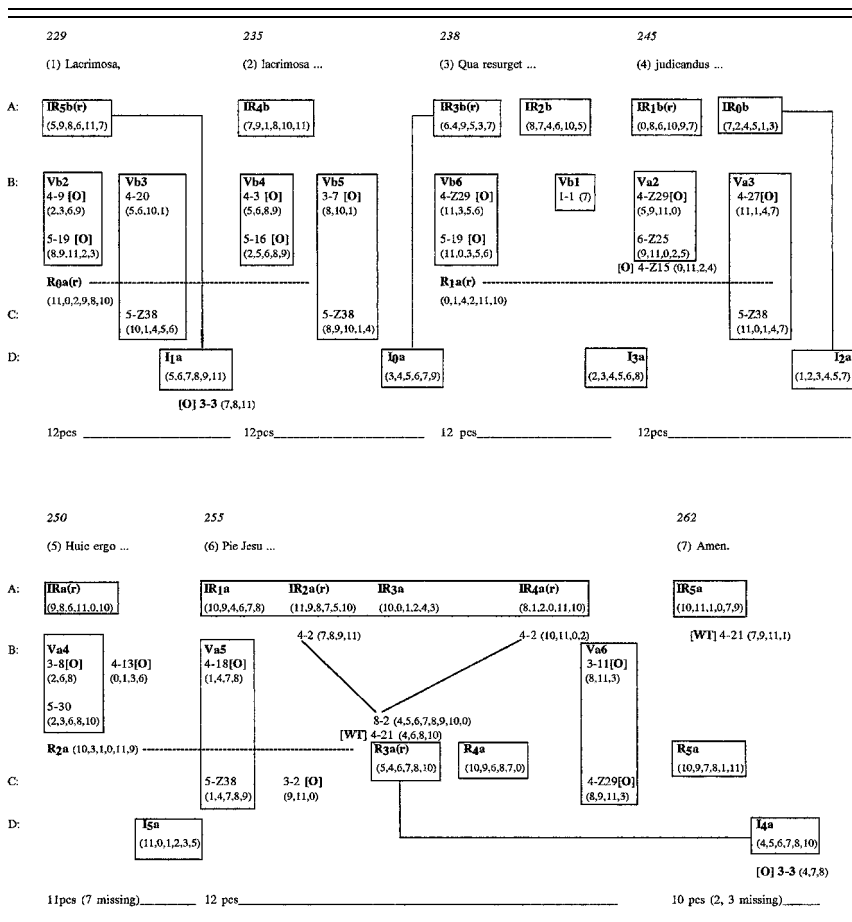 229 235 238 245
(1) Lacrimosa, (2) lacrimosa ... (3) Qua resurget ... (4) judicandus ...
A: IR5b(r) IR4b IR3b(r) IR2b IR1b(r) IR0b
(5,9,8,6,11,7) (7,9,1,8,10,11) (6.4,9,5,3,7) (8,7,4,6,10,5) (0,8,6,10,9,7) (7,2,4,5,1,3)
B: Vb2 Vb3 Vb4 Vb5 Vb6 Vb1 Va2 Va3
4-9 [O] 4-20 4-3 [O] 3-7 [O] 4-Z29 [O] 1-1 (7) 4-Z29[O] 4-27[O]
(2,3,6,9) (5,6,10,1) (5,6,8,9) (8,10,1) (11,3,5,6) (5,9,11,0) (11,1,4,7)
5-19 [O] 5-16 [O] 5-19 [O] 6-Z25
(8,9,11,2,3) (2,5,6,8,9) (11,0,3,5,6) (9,11,0,2,5)
[O] 4-Z15 (0,11,2,4)
R0a(r) R1a(r)
(11,0,2,9,8,10) (0,1,4,2,11,10)
C: 5-Z38 5-Z38 5-Z38
(10,1,4,5,6) (8,9,10,1,4) (11,0,1,4,7)
D: I1a I0a I3a I2a
(5,6,7,8,9,11) (3,4,5,6,7,9) (2,3,4,5,6,8) (1,2,3,4,5,7)
[O] 3-3 (7,8,11)
12pcs 12pcs 12 pcs 12pcs
250 255 262
(5) Huic ergo ... (6) Pie Jesu ... (7) Amen.
A: IRa(r) IR1a IR2a(r) IR3a IR4a(r) IR5a
(9,8,6,11,0,10) (10,9,4,6,7,8) (11,9,8,7,5,10) (10,0,1,2,4,3) (8,1,2,0,11,10) (10,11,1,0,7,9)
4-2 (7,8,9,11) 4-2 (10,11,0,2) [WT] 4-21 (7,9,11,1)
B: Va4 Va5 Va6
3-8[O] 4-13[O] 4-18[O] 3-11[O]
(2,6,8) (0,1,3,6) (1,4,7,8) (8,11,3)
5-30
(2,3,6,8,10) 8-2 (4,5,6,7,8,9,10,0)
[WT] 4-21 (4,6,8,10)
R2a (10,3,1,0,11,9) R3a(r) R4a R5a
(5,4,6,7,8,10) (10,9,6,8,7,0) (10,9,7,8,1,11)
C: 5-Z38 3-2 [O] 4-Z29[O]
(1,4,7,8,9) (9,11,0) (8,9,11,3)
D: I5a I4a
(11,0,1,2,3,5) (4,5,6,7,8,10)
[O] 3-3 (4,7,8)
11pcs (7 missing) 12 pcs 10 pcs (2, 3 missing)